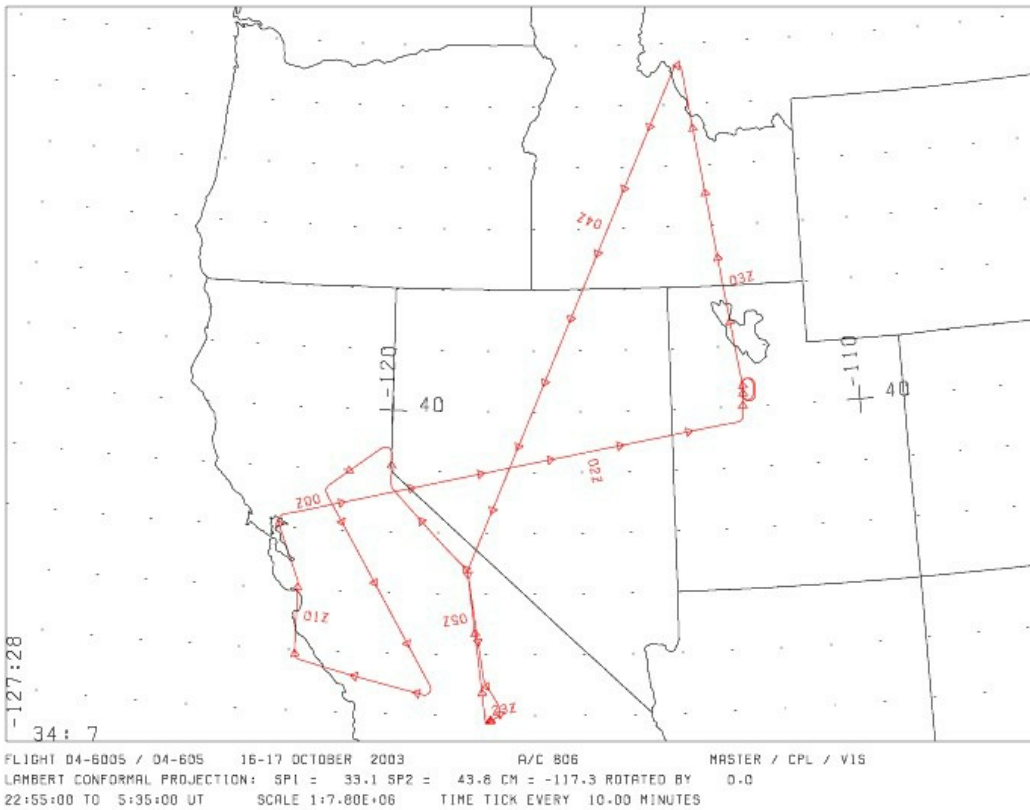 04Z
03Z
-120
-110
40
40
02Z
00Z
01Z
05Z
23Z
-127:28
34: 7
FLIGHT 04-6005 / 04-605 16-17 OCTOBER 2003 A/C 806 MASTER / CPL / VIS
LAMBERT CONFORMAL PROJECTION: SP1 = 33.1 SP2 = 43.8 CM = -117.3 ROTATED BY 0.0
22:55:00 TO 5:35:00 UT SCALE 1:7.80E+06 TIME TICK EVERY 10.00 MINUTES